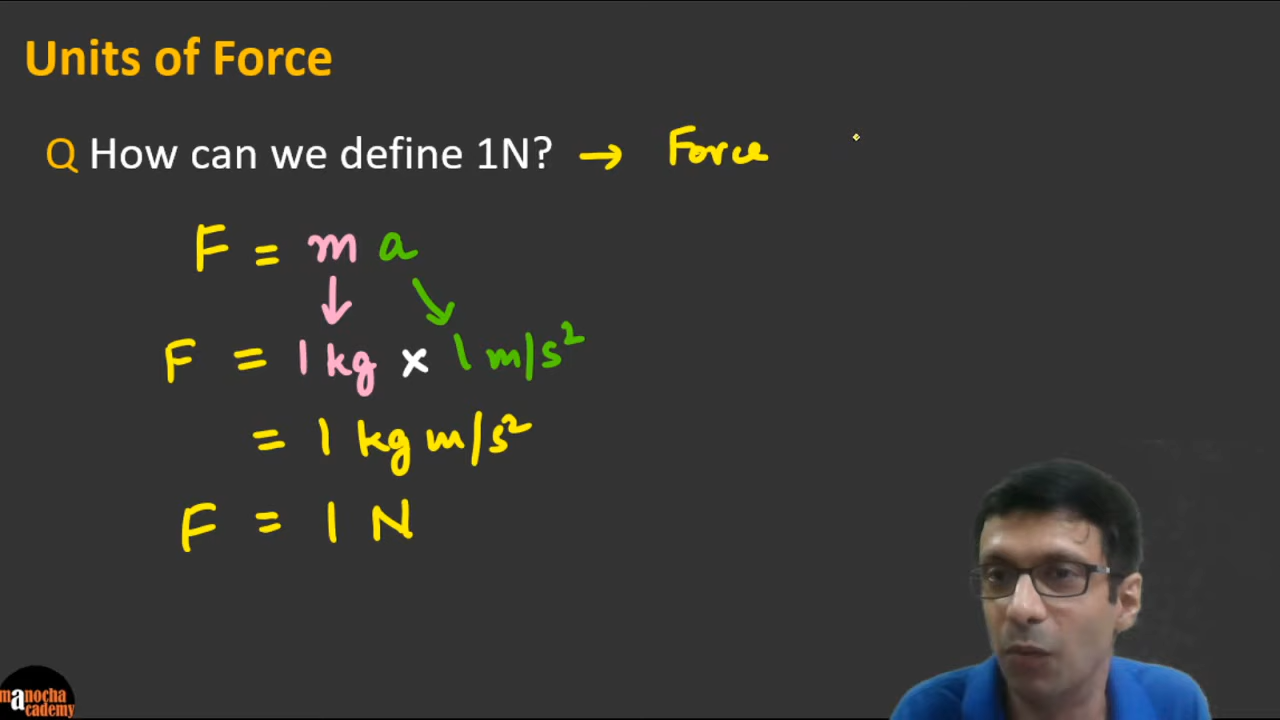 Units of Force
Q How can we define 1N? → Force
F = m a
F = 1 kg × 1 m/s²
= 1 kg m/s²
F = 1 N
manocha
academy